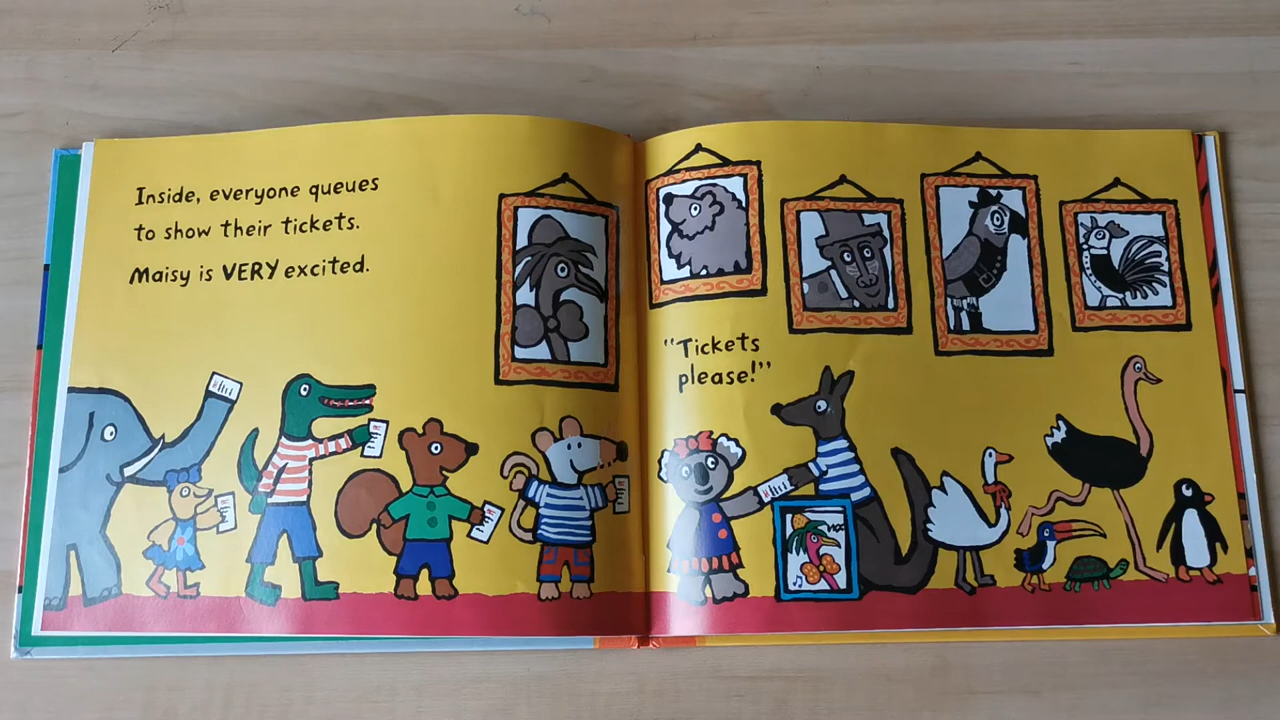 Inside, everyone queues
to show their tickets.
Maisy is VERY excited.
“Tickets
please!”